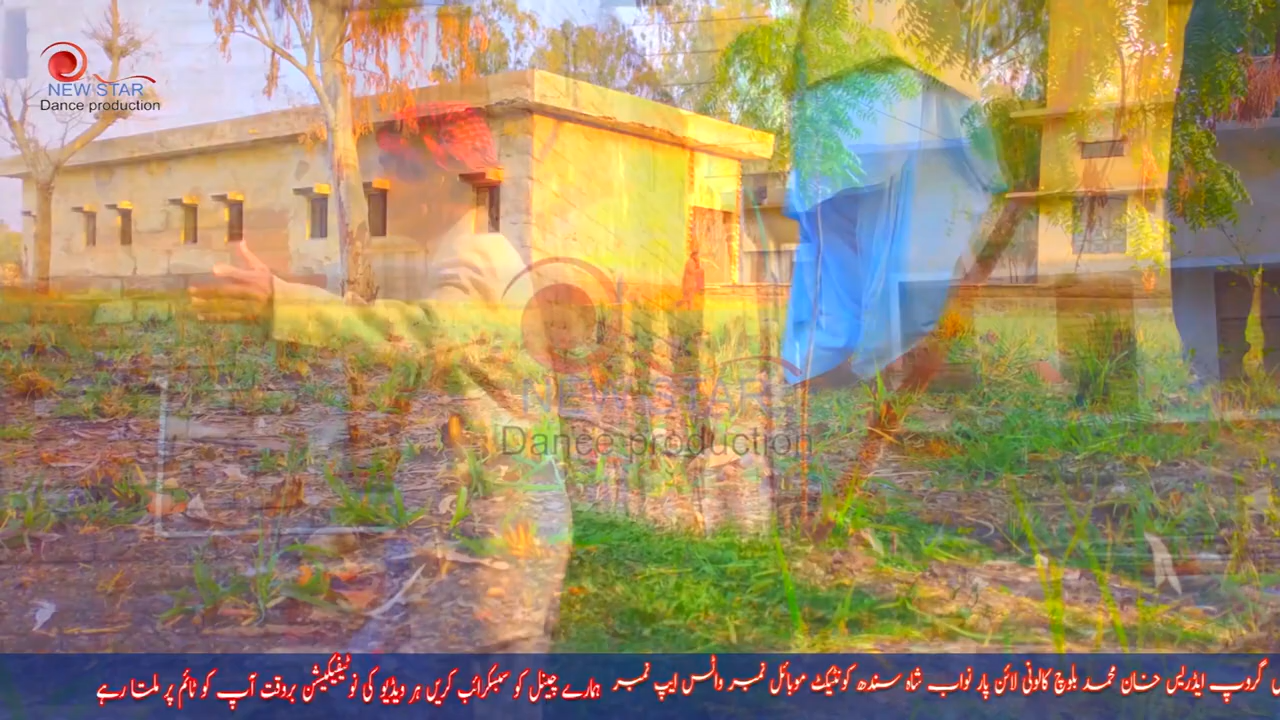 NEW STAR
Dance production
NEW STAR
Dance production
گروپ ایڈریس خان محمد بلوچ کالونی لائن پار نواب شاہ سندھ کونٹیکٹ موبائل نمبر واٹس ایپ نمبر ہمارے چینل کو سبسکرائب کریں ہر ویڈیو کی نوٹیفیکیشن بروقت آپ کو ٹائم پر ملتا رہے